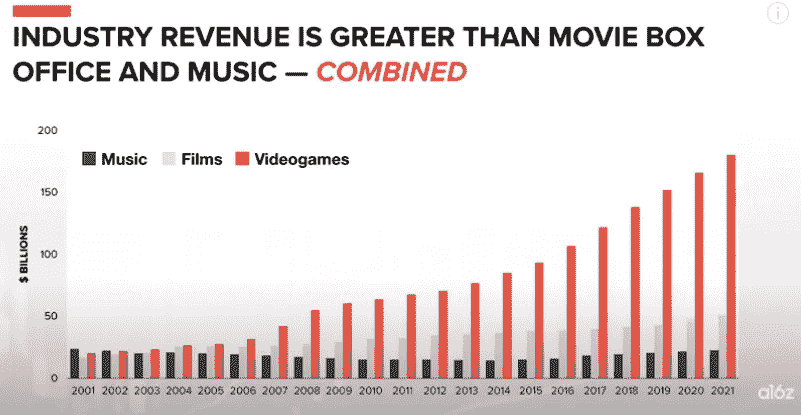 i
INDUSTRY REVENUE IS GREATER THAN MOVIE BOX
OFFICE AND MUSIC — COMBINED
200
Music Films Videogames
150
100
50
0
$ BILLIONS
2001 2002 2003 2004 2005 2006 2007 2008 2009 2010 2011 2012 2013 2014 2015 2016 2017 2018 2019 2020 2021
a16z